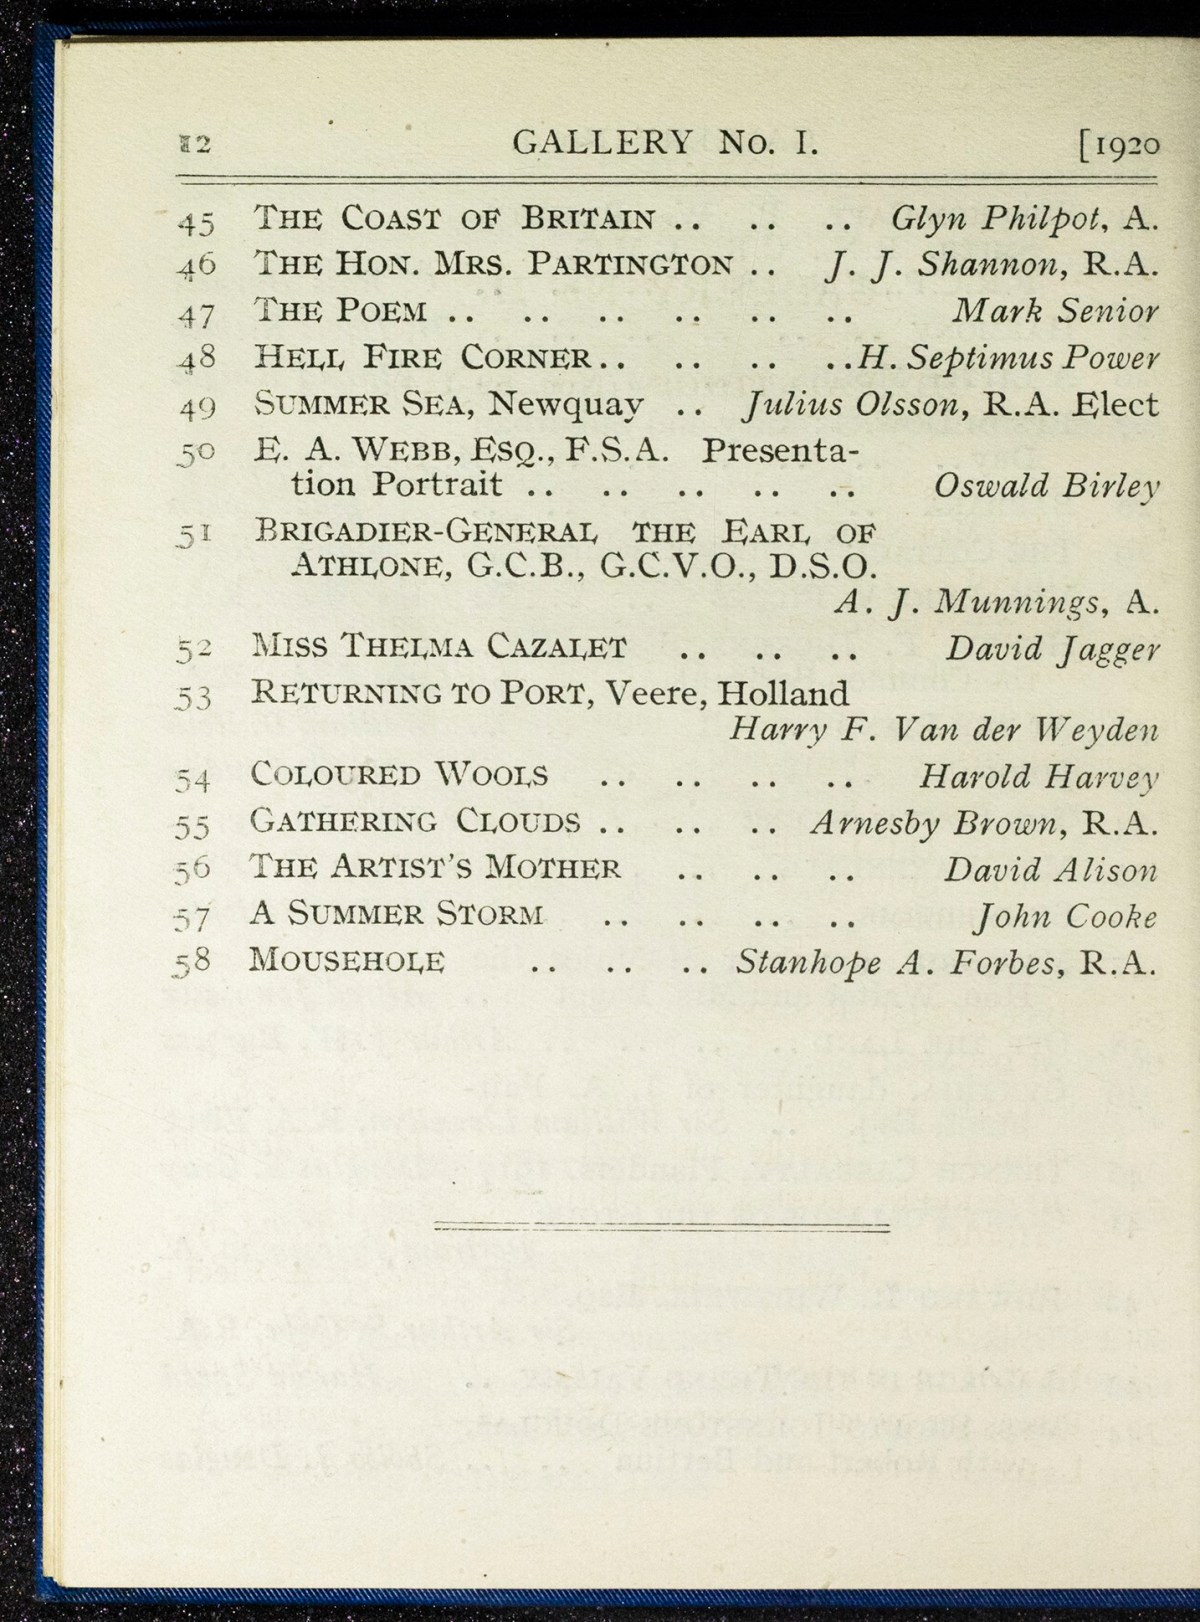 12 GALLERY No. I. [1920
45 THE COAST OF BRITAIN .. .. .. Glyn Philpot, A.
46 THE HON. MRS. PARTINGTON .. J. J. Shannon, R.A.
47 THE POEM .. .. .. .. .. .. Mark Senior
48 HELL FIRE CORNER .. .. .. .. H. Septimus Power
49 SUMMER SEA, Newquay .. Julius Olsson, R.A. Elect
50 E. A. WEBB, ESQ., F.S.A. Presenta-
tion Portrait .. .. .. .. .. Oswald Birley
51 BRIGADIER-GENERAL THE EARL OF
ATHLONE, G.C.B., G.C.V.O., D.S.O.
A. J. Munnings, A.
52 MISS THELMA CAZALET .. .. .. David Jagger
53 RETURNING TO PORT, Veere, Holland
Harry F. Van der Weyden
54 COLOURED WOOLS .. .. .. .. Harold Harvey
55 GATHERING CLOUDS .. .. .. Arnesby Brown, R.A.
56 THE ARTIST'S MOTHER .. .. .. David Alison
57 A SUMMER STORM .. .. .. .. John Cooke
58 MOUSEHOLE .. .. .. Stanhope A. Forbes, R.A.